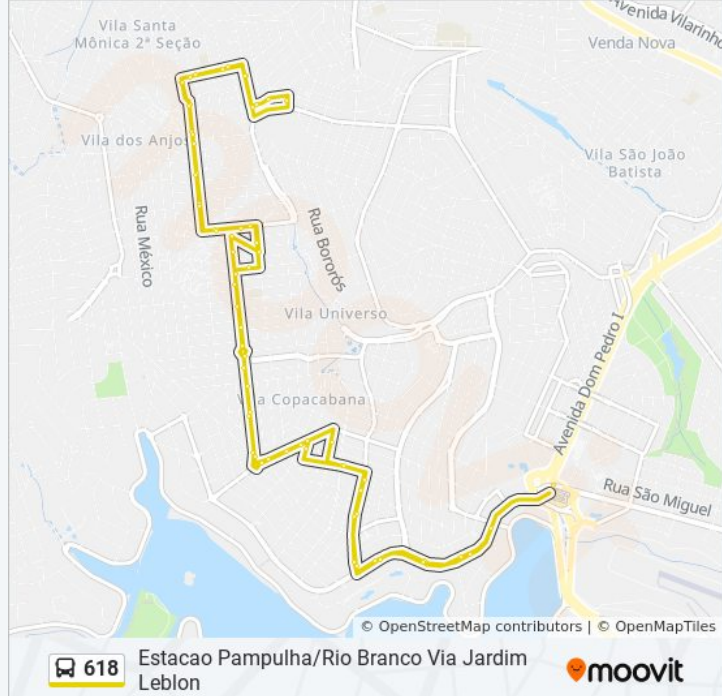 Avenida Vilarinho
Vila Santa
Mônica 2ª Seção
Venda Nova
Vila dos Anjos
Vila São João
Batista
Rua México
Rua Bororós
Vila Universo
Avenida Dom Pedro I
Vila Copacabana
Rua São Miguel
© OpenStreetMap contributors | © OpenMapTiles
618
Estacao Pampulha/Rio Branco Via Jardim
Leblon
moovit